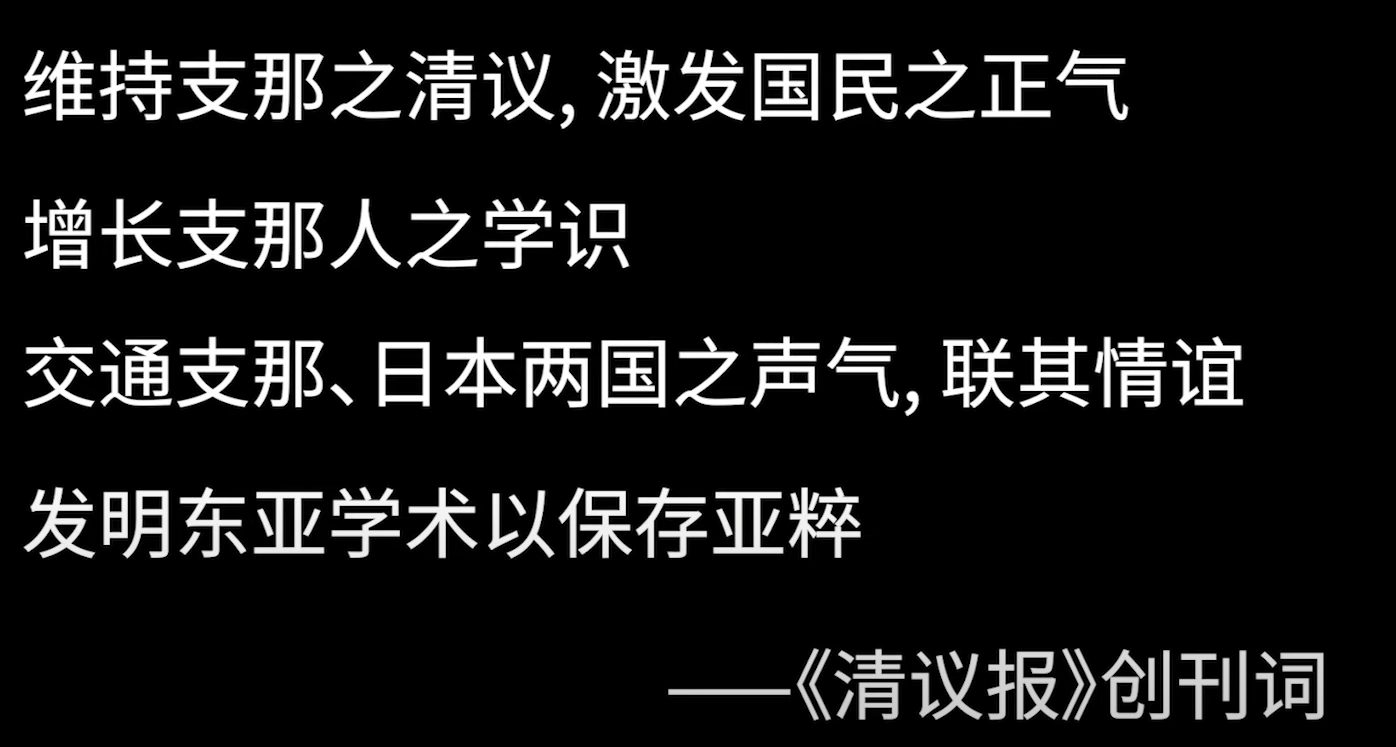 维持支那之清议,激发国民之正气
增长支那人之学识
交通支那、日本两国之声气,联其情谊
发明东亚学术以保存亚粹
——《清议报》创刊词